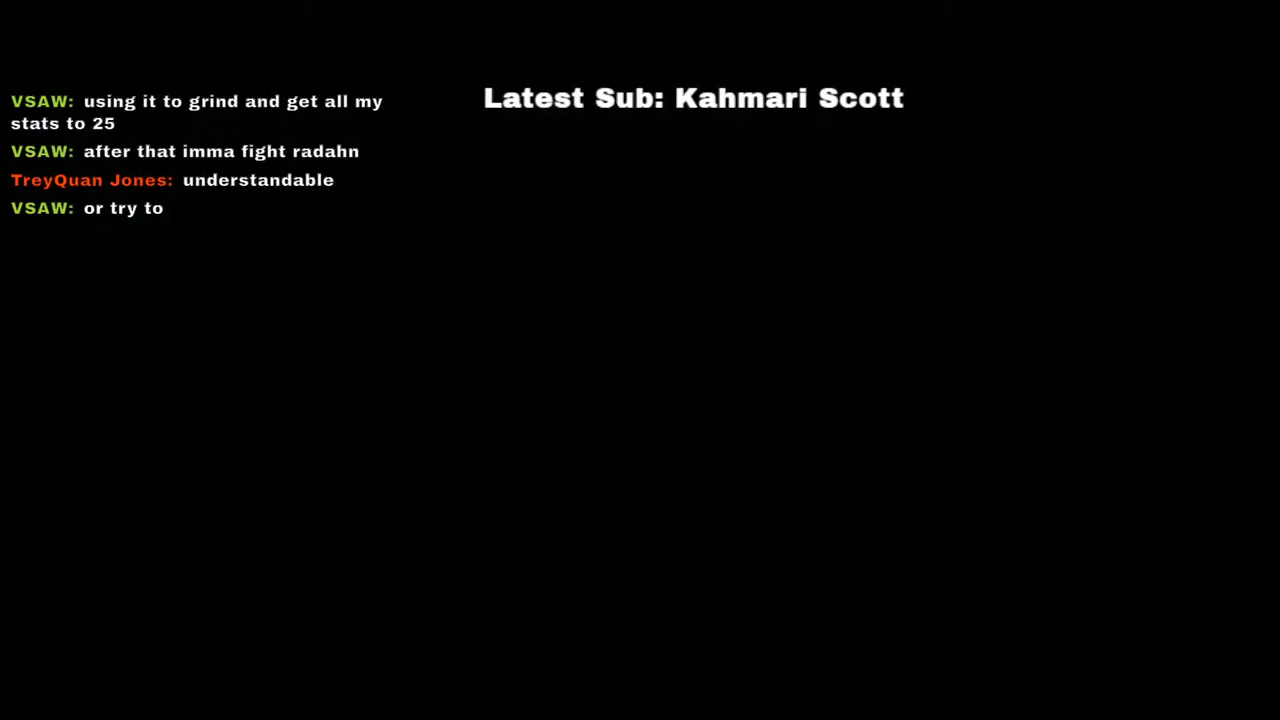 VSAW: using it to grind and get all my
stats to 25
VSAW: after that imma fight radahn
TreyQuan Jones: understandable
VSAW: or try to
Latest Sub: Kahmari Scott